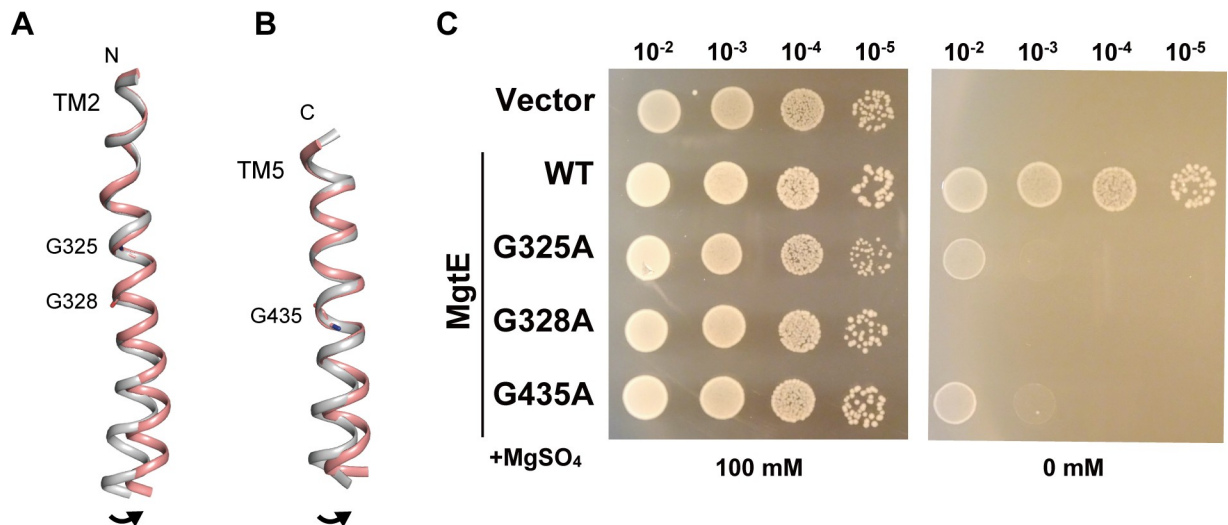 A
N
TM2
G325
G328
B
C
TM5
G435
C
10-2 10-3 10-4 10-5 10-2 10-3 10-4 10-5
Vector
WT
G325A
G328A
G435A
MgtE
+MgSO₄ 100 mM 0 mM